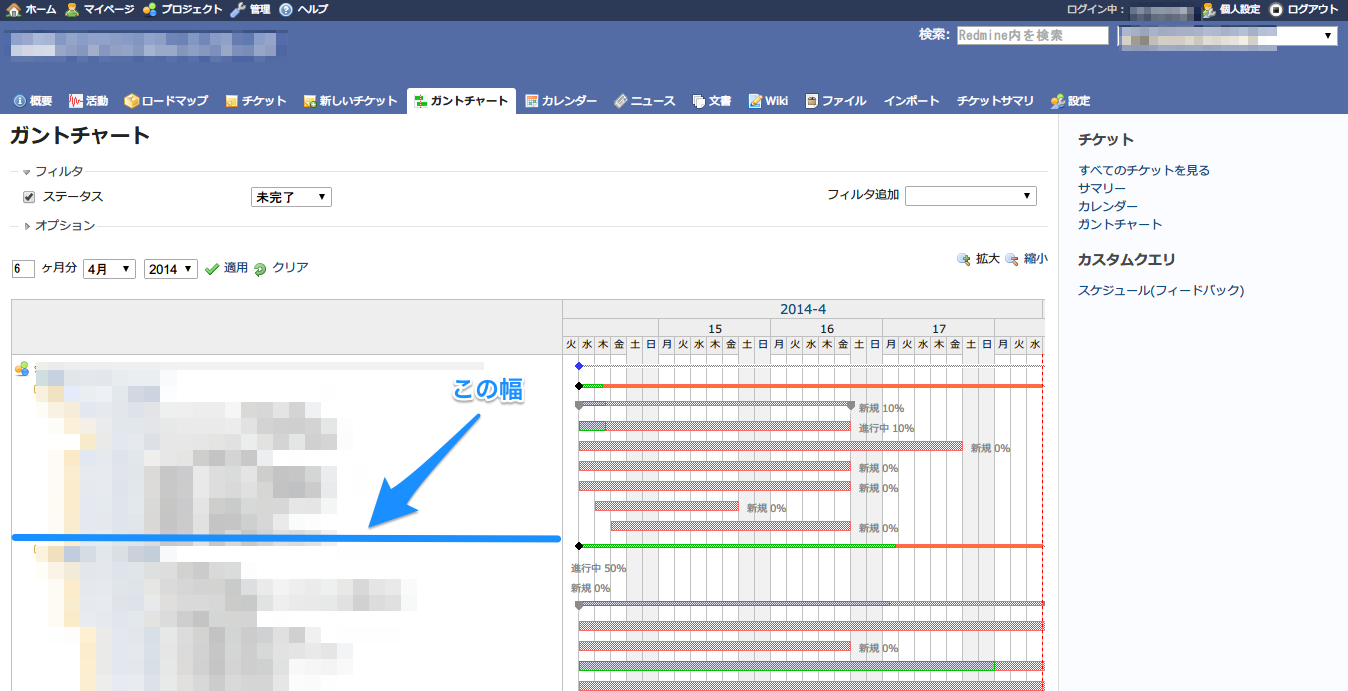 ホーム マイページ プロジェクト 管理 ヘルプ ログイン中： 個人設定 ログアウト
検索: Redmine内を検索
概要 活動 ロードマップ チケット 新しいチケット ガントチャート カレンダー ニュース 文書 Wiki ファイル インポート チケットサマリ 設定
ガントチャート
フィルタ
ステータス 未完了 フィルタ追加
オプション
6 ヶ月分 4月 2014 適用 クリア 拡大 縮小
2014-4
15 16 17
火 水 木 金 土 日 月 火 水 木 金 土 日 月 火 水 木 金 土 日 月 火 水 木 金 土 日 月 火 水
この幅
新規 10%
進行中 10%
新規 0%
新規 0%
新規 0%
新規 0%
新規 0%
進行中 50%
新規 0%
新規 0%
チケット
すべてのチケットを見る
サマリー
カレンダー
ガントチャート
カスタムクエリ
スケジュール(フィードバック)